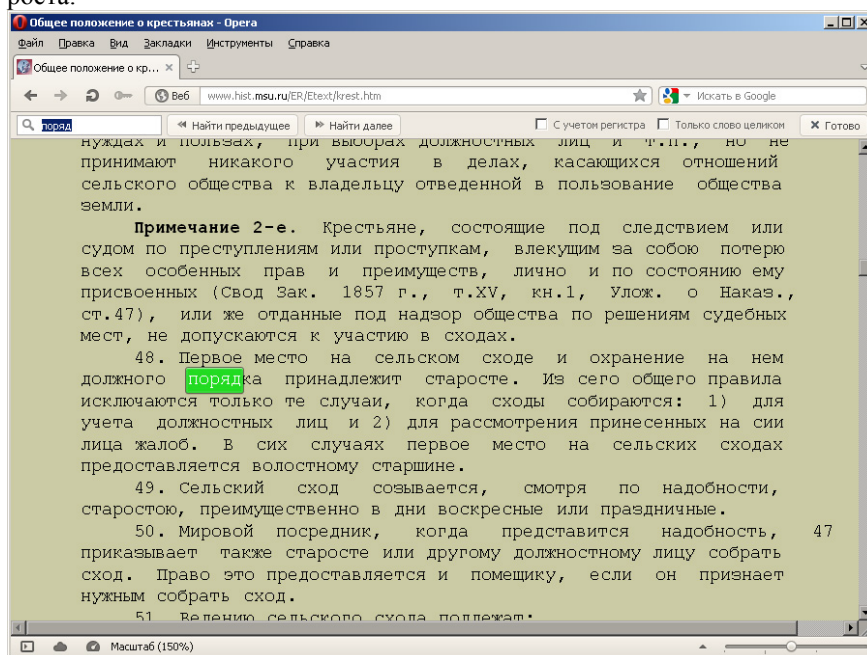 роста.
Общее положение о крестьянах - Opera
Файл Правка Вид Закладки Инструменты Справка
Общее положение о кр...
Веб www.hist.msu.ru/ER/Etext/krest.htm Искать в Google
поряд Найти предыдущее Найти далее С учетом регистра Только слово целиком Готово
нуждах и пользах, при выборах должностных лиц и т.п., но не
принимают никакого участия в делах, касающихся отношений
сельского общества к владельцу отведенной в пользование общества
земли.
Примечание 2-е. Крестьяне, состоящие под следствием или
судом по преступлениям или проступкам, влекущим за собою потерю
всех особенных прав и преимуществ, лично и по состоянию ему
присвоенных (Свод Зак. 1857 г., т.XV, кн.1, Улож. о Наказ.,
ст.47), или же отданные под надзор общества по решениям судебных
мест, не допускаются к участию в сходах.
48. Первое место на сельском сходе и охранение на нем
должного порядка принадлежит старосте. Из сего общего правила
исключаются только те случаи, когда сходы собираются: 1) для
учета должностных лиц и 2) для рассмотрения принесенных на сии
лица жалоб. В сих случаях первое место на сельских сходах
предоставляется волостному старшине.
49. Сельский сход созывается, смотря по надобности,
старостою, преимущественно в дни воскресные или праздничные.
50. Мировой посредник, когда представится надобность, 47
приказывает также старосте или другому должностному лицу собрать
сход. Право это предоставляется и помещику, если он признает
нужным собрать сход.
51. Ведению сельского схода подлежат:
Масштаб (150%)